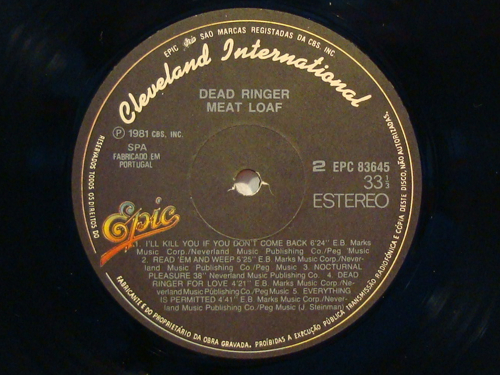 EPIC SÃO MARCAS REGISTADAS DA CBS. INC
Cleveland International
DEAD RINGER
MEAT LOAF
Ⓟ 1981 CBS, INC.
SPA
FABRICADO EM
PORTUGAL
2 EPC 83645
33 1/3
ESTEREO
Epic
1. I'LL KILL YOU IF YOU DON'T COME BACK 6'24'' E.B. Marks
Music Corp./Neverland Music Publishing Co./Peg Music
2. READ 'EM AND WEEP 5'25'' E.B. Marks Music Corp./Never-
land Music Publishing Co./Peg Music 3. NOCTURNAL
PLEASURE 38'' Neverland Music Publishing Co. 4. DEAD
RINGER FOR LOVE 4'21'' E.B. Marks Music Corp./Ne-
verland Music Publishing Co./Peg Music 5. EVERYTHING
IS PERMITTED 4'41'' E.B. Marks Music Corp./Never-
land Music Publishing Co./Peg Music (J. Steinman)
RESERVADOS TODOS OS DIREITOS DO FABRICANTE E DO PROPRIETÁRIO DA OBRA GRAVADA. PROIBIDAS A EXECUÇÃO PÚBLICA TRANSMISSÃO RADIOFÓNICA E CÓPIA DESTE DISCO, NÃO AUTORIZADAS.